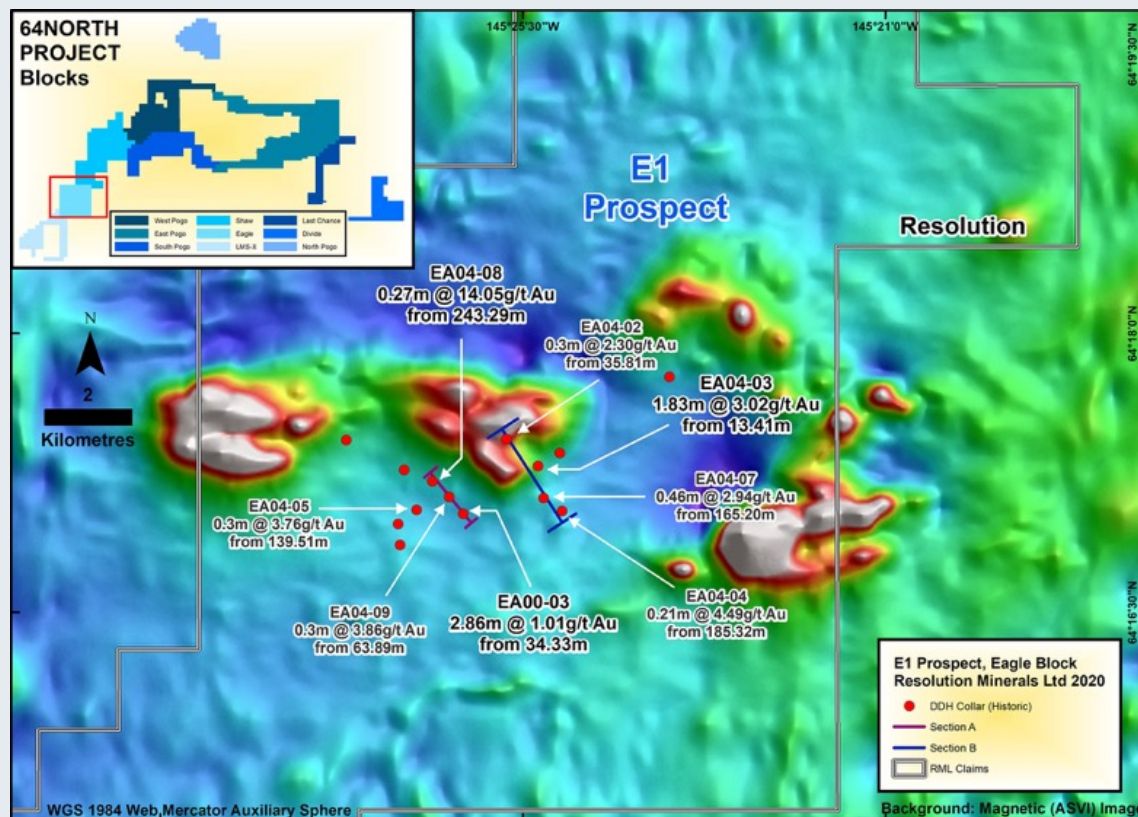 64NORTH
PROJECT
Blocks
West Pogo
Shaw
Last Chance
East Pogo
Eagle
Divide
South Pogo
LMS-X
North Pogo
145°25'30"W
145°21'0"W
64°19'30"N
64°18'0"N
64°16'30"N
E1
Prospect
Resolution
EA04-08
0.27m @ 14.05g/t Au
from 243.29m
EA04-02
0.3m @ 2.30g/t Au
from 35.81m
EA04-03
1.83m @ 3.02g/t Au
from 13.41m
N
2
Kilometres
EA04-07
0.46m @ 2.94g/t Au
from 165.20m
EA04-05
0.3m @ 3.76g/t Au
from 139.51m
EA04-09
0.3m @ 3.86g/t Au
from 63.89m
EA00-03
2.86m @ 1.01g/t Au
from 34.33m
EA04-04
0.21m @ 4.49g/t Au
from 185.32m
E1 Prospect, Eagle Block
Resolution Minerals Ltd 2020
DDH Collar (Historic)
Section A
Section B
RML Claims
WGS 1984 Web,Mercator Auxiliary Sphere
Background: Magnetic (ASVI) Image